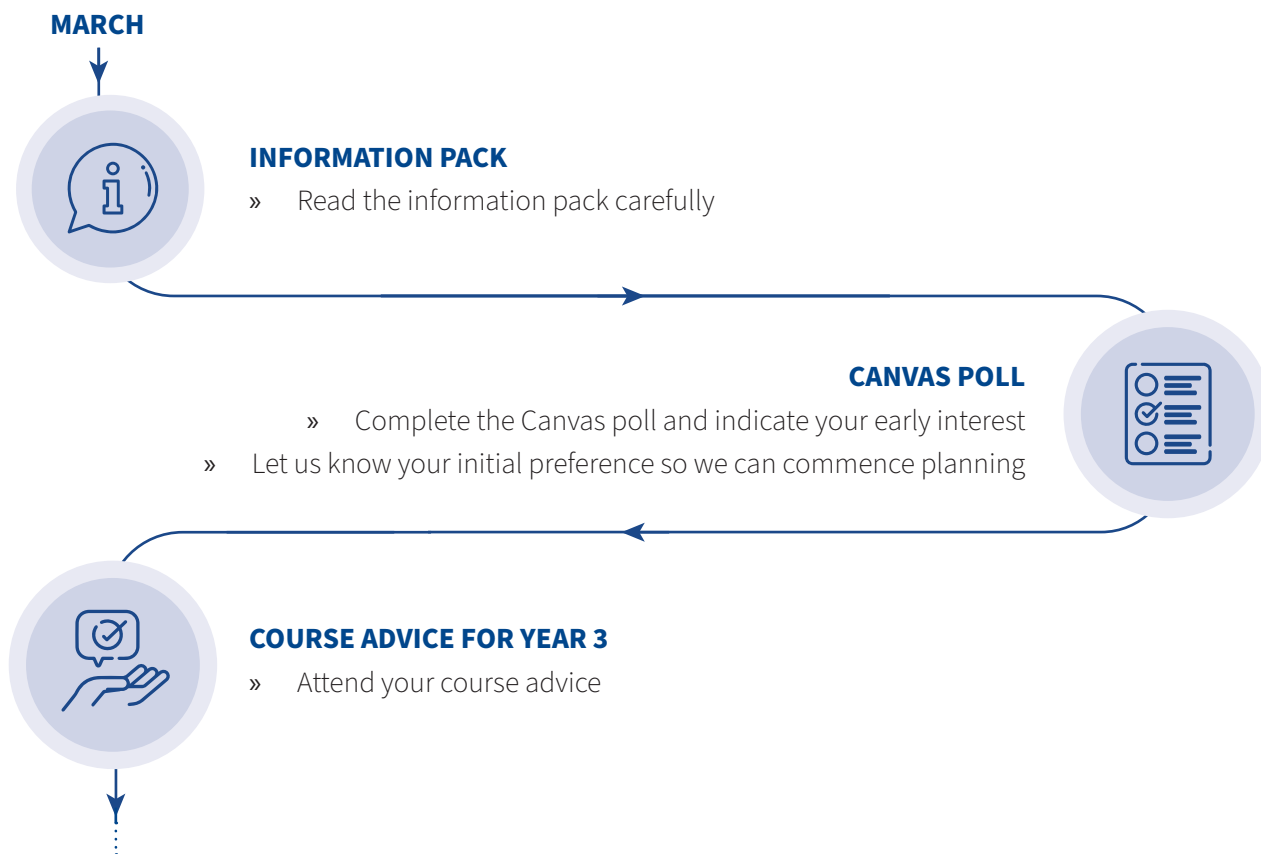 MARCH
INFORMATION PACK
» Read the information pack carefully
CANVAS POLL
» Complete the Canvas poll and indicate your early interest
» Let us know your initial preference so we can commence planning
COURSE ADVICE FOR YEAR 3
» Attend your course advice